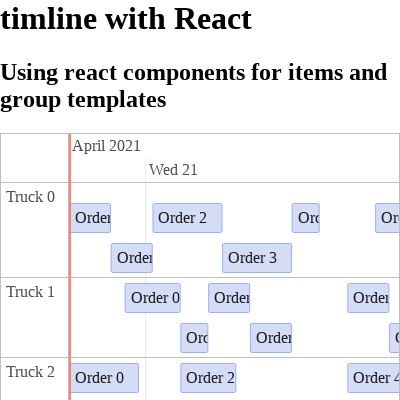 timline with React
Using react components for items and
group templates
April 2021
Wed 21
Truck 0
Order
Order 2
Orc
Or
Order
Order 3
Truck 1
Order 0
Order
Order
Orc
Order
Truck 2
Order 0
Order 2
Order 4